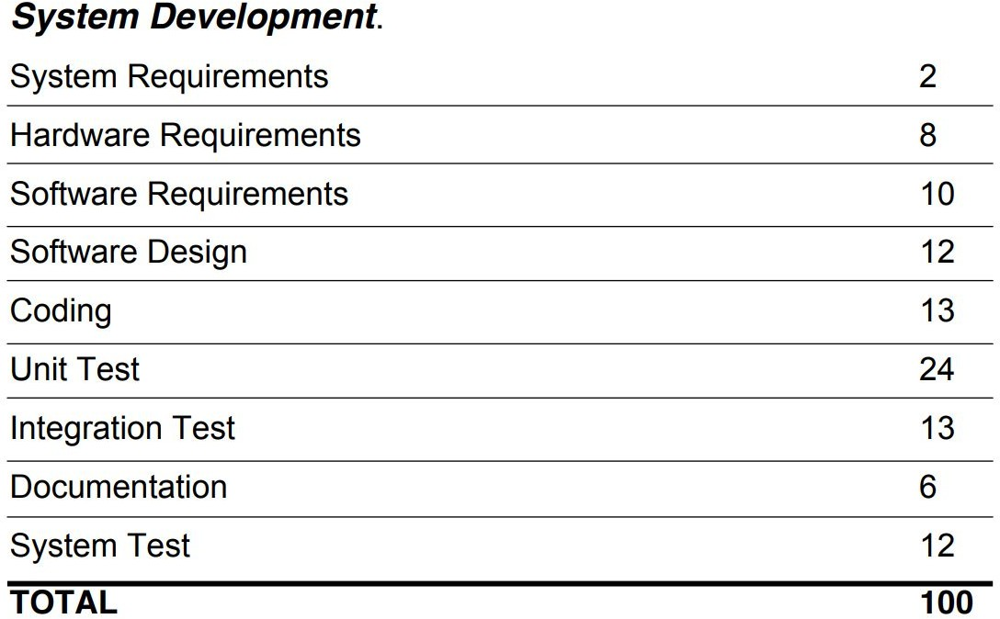 System Development.
System Requirements 2
Hardware Requirements 8
Software Requirements 10
Software Design 12
Coding 13
Unit Test 24
Integration Test 13
Documentation 6
System Test 12
TOTAL 100